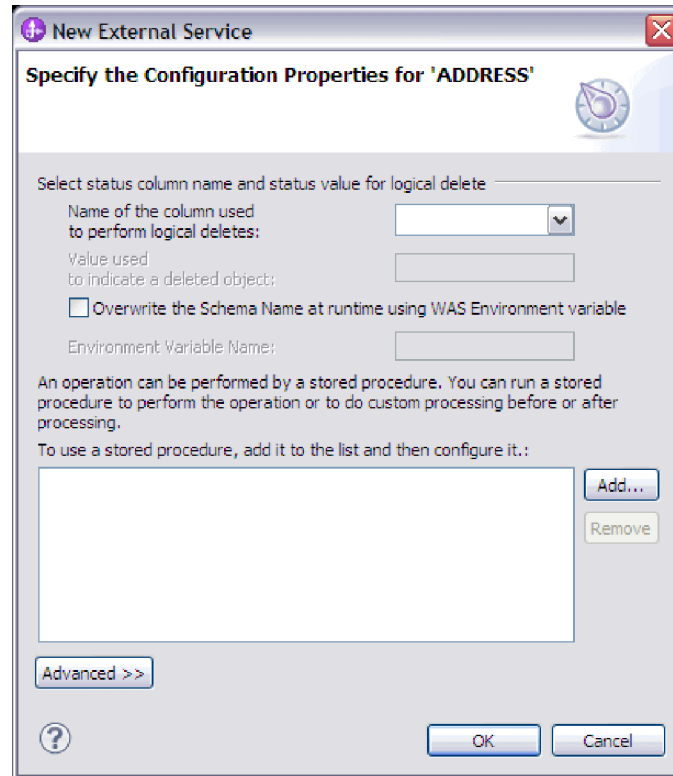 New External Service
Specify the Configuration Properties for 'ADDRESS'
Select status column name and status value for logical delete
Name of the column used
to perform logical deletes:
Value used
to indicate a deleted object:
Overwrite the Schema Name at runtime using WAS Environment variable
Environment Variable Name:
An operation can be performed by a stored procedure. You can run a stored
procedure to perform the operation or to do custom processing before or after
processing.
To use a stored procedure, add it to the list and then configure it.:
Add...
Remove
Advanced >>
?
OK
Cancel